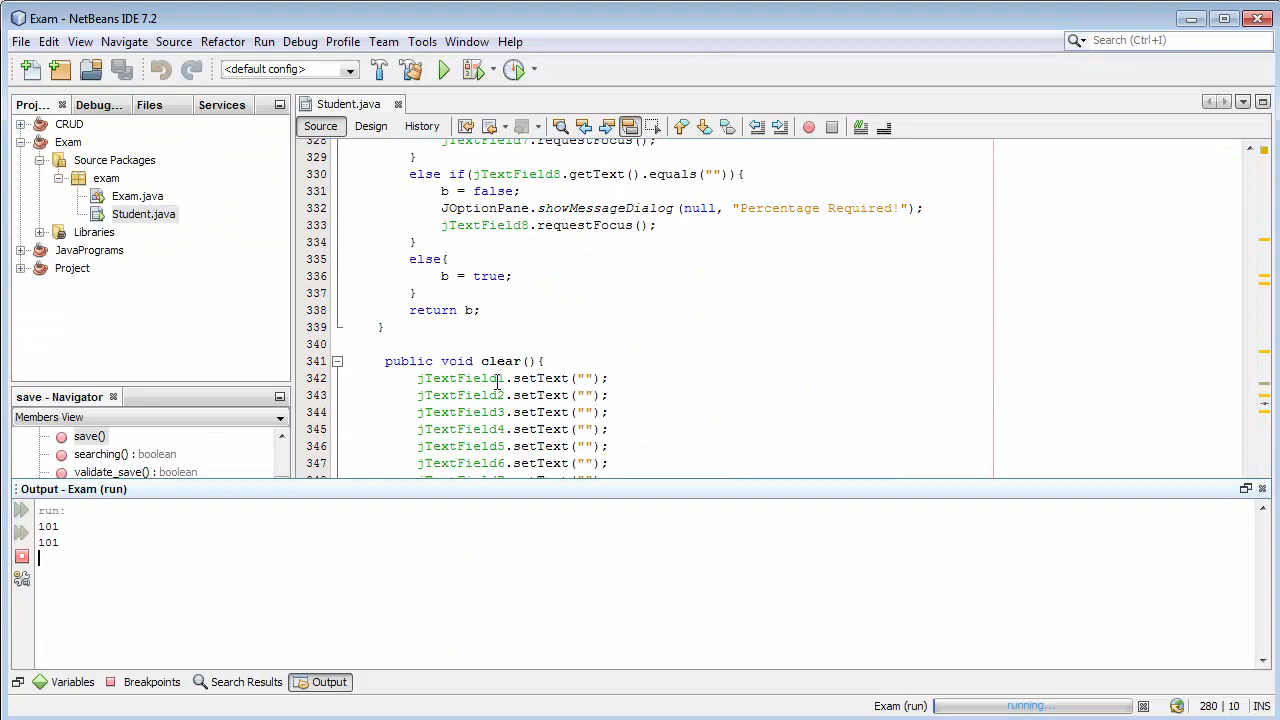 Exam - NetBeans IDE 7.2
File Edit View Navigate Source Refactor Run Debug Profile Team Tools Window Help
Search (Ctrl+I)
<default config>
Proj... Debug... Files Services
Student.java
Source Design History
CRUD
Exam
Source Packages
exam
Exam.java
Student.java
Libraries
JavaPrograms
Project
328 jTextField7.requestFocus();
329 }
330 else if(jTextField8.getText().equals("")){
331 b = false;
332 JOptionPane.showMessageDialog(null, "Percentage Required!");
333 jTextField8.requestFocus();
334 }
335 else{
336 b = true;
337 }
338 return b;
339 }
340
341 public void clear(){
342 jTextField1.setText("");
343 jTextField2.setText("");
344 jTextField3.setText("");
345 jTextField4.setText("");
346 jTextField5.setText("");
347 jTextField6.setText("");
save - Navigator
Members View
save()
searching() : boolean
validate_save() : boolean
Output - Exam (run)
run:
101
101
Variables Breakpoints Search Results Output
Exam (run) running... 280 | 10 INS